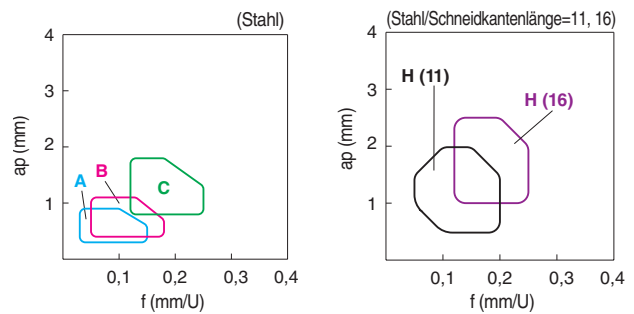 (Stahl)
4
3
2
1
ap (mm)
A
B
C
0,1 0,2 0,3 0,4
f (mm/U)
(Stahl/Schneidkantenlänge=11, 16)
4
3
2
1
ap (mm)
H (11)
H (16)
0,1 0,2 0,3 0,4
f (mm/U)